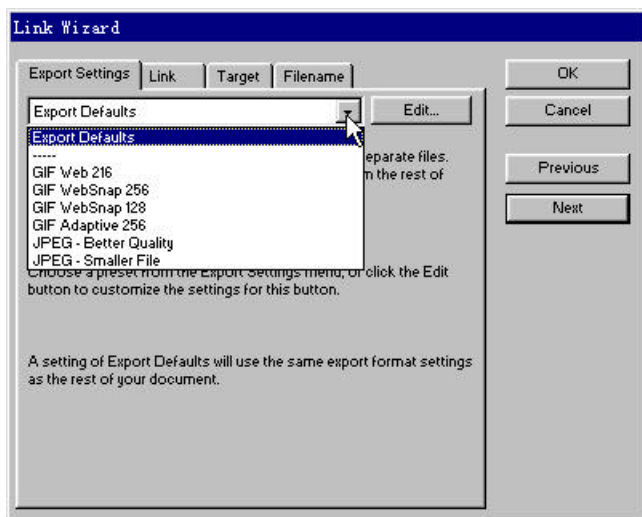 Link Wizard
Export Settings Link Target Filename
OK
Export Defaults Edit...
Cancel
Export Defaults
-----
eparate files.
GIF Web 216 m the rest of
Previous
GIF WebSnap 256
GIF WebSnap 128
Next
GIF Adaptive 256
JPEG - Better Quality
JPEG - Smaller File
Choose a preset from the Export Settings menu, or click the Edit
button to customize the settings for this button.
A setting of Export Defaults will use the same export format settings
as the rest of your document.